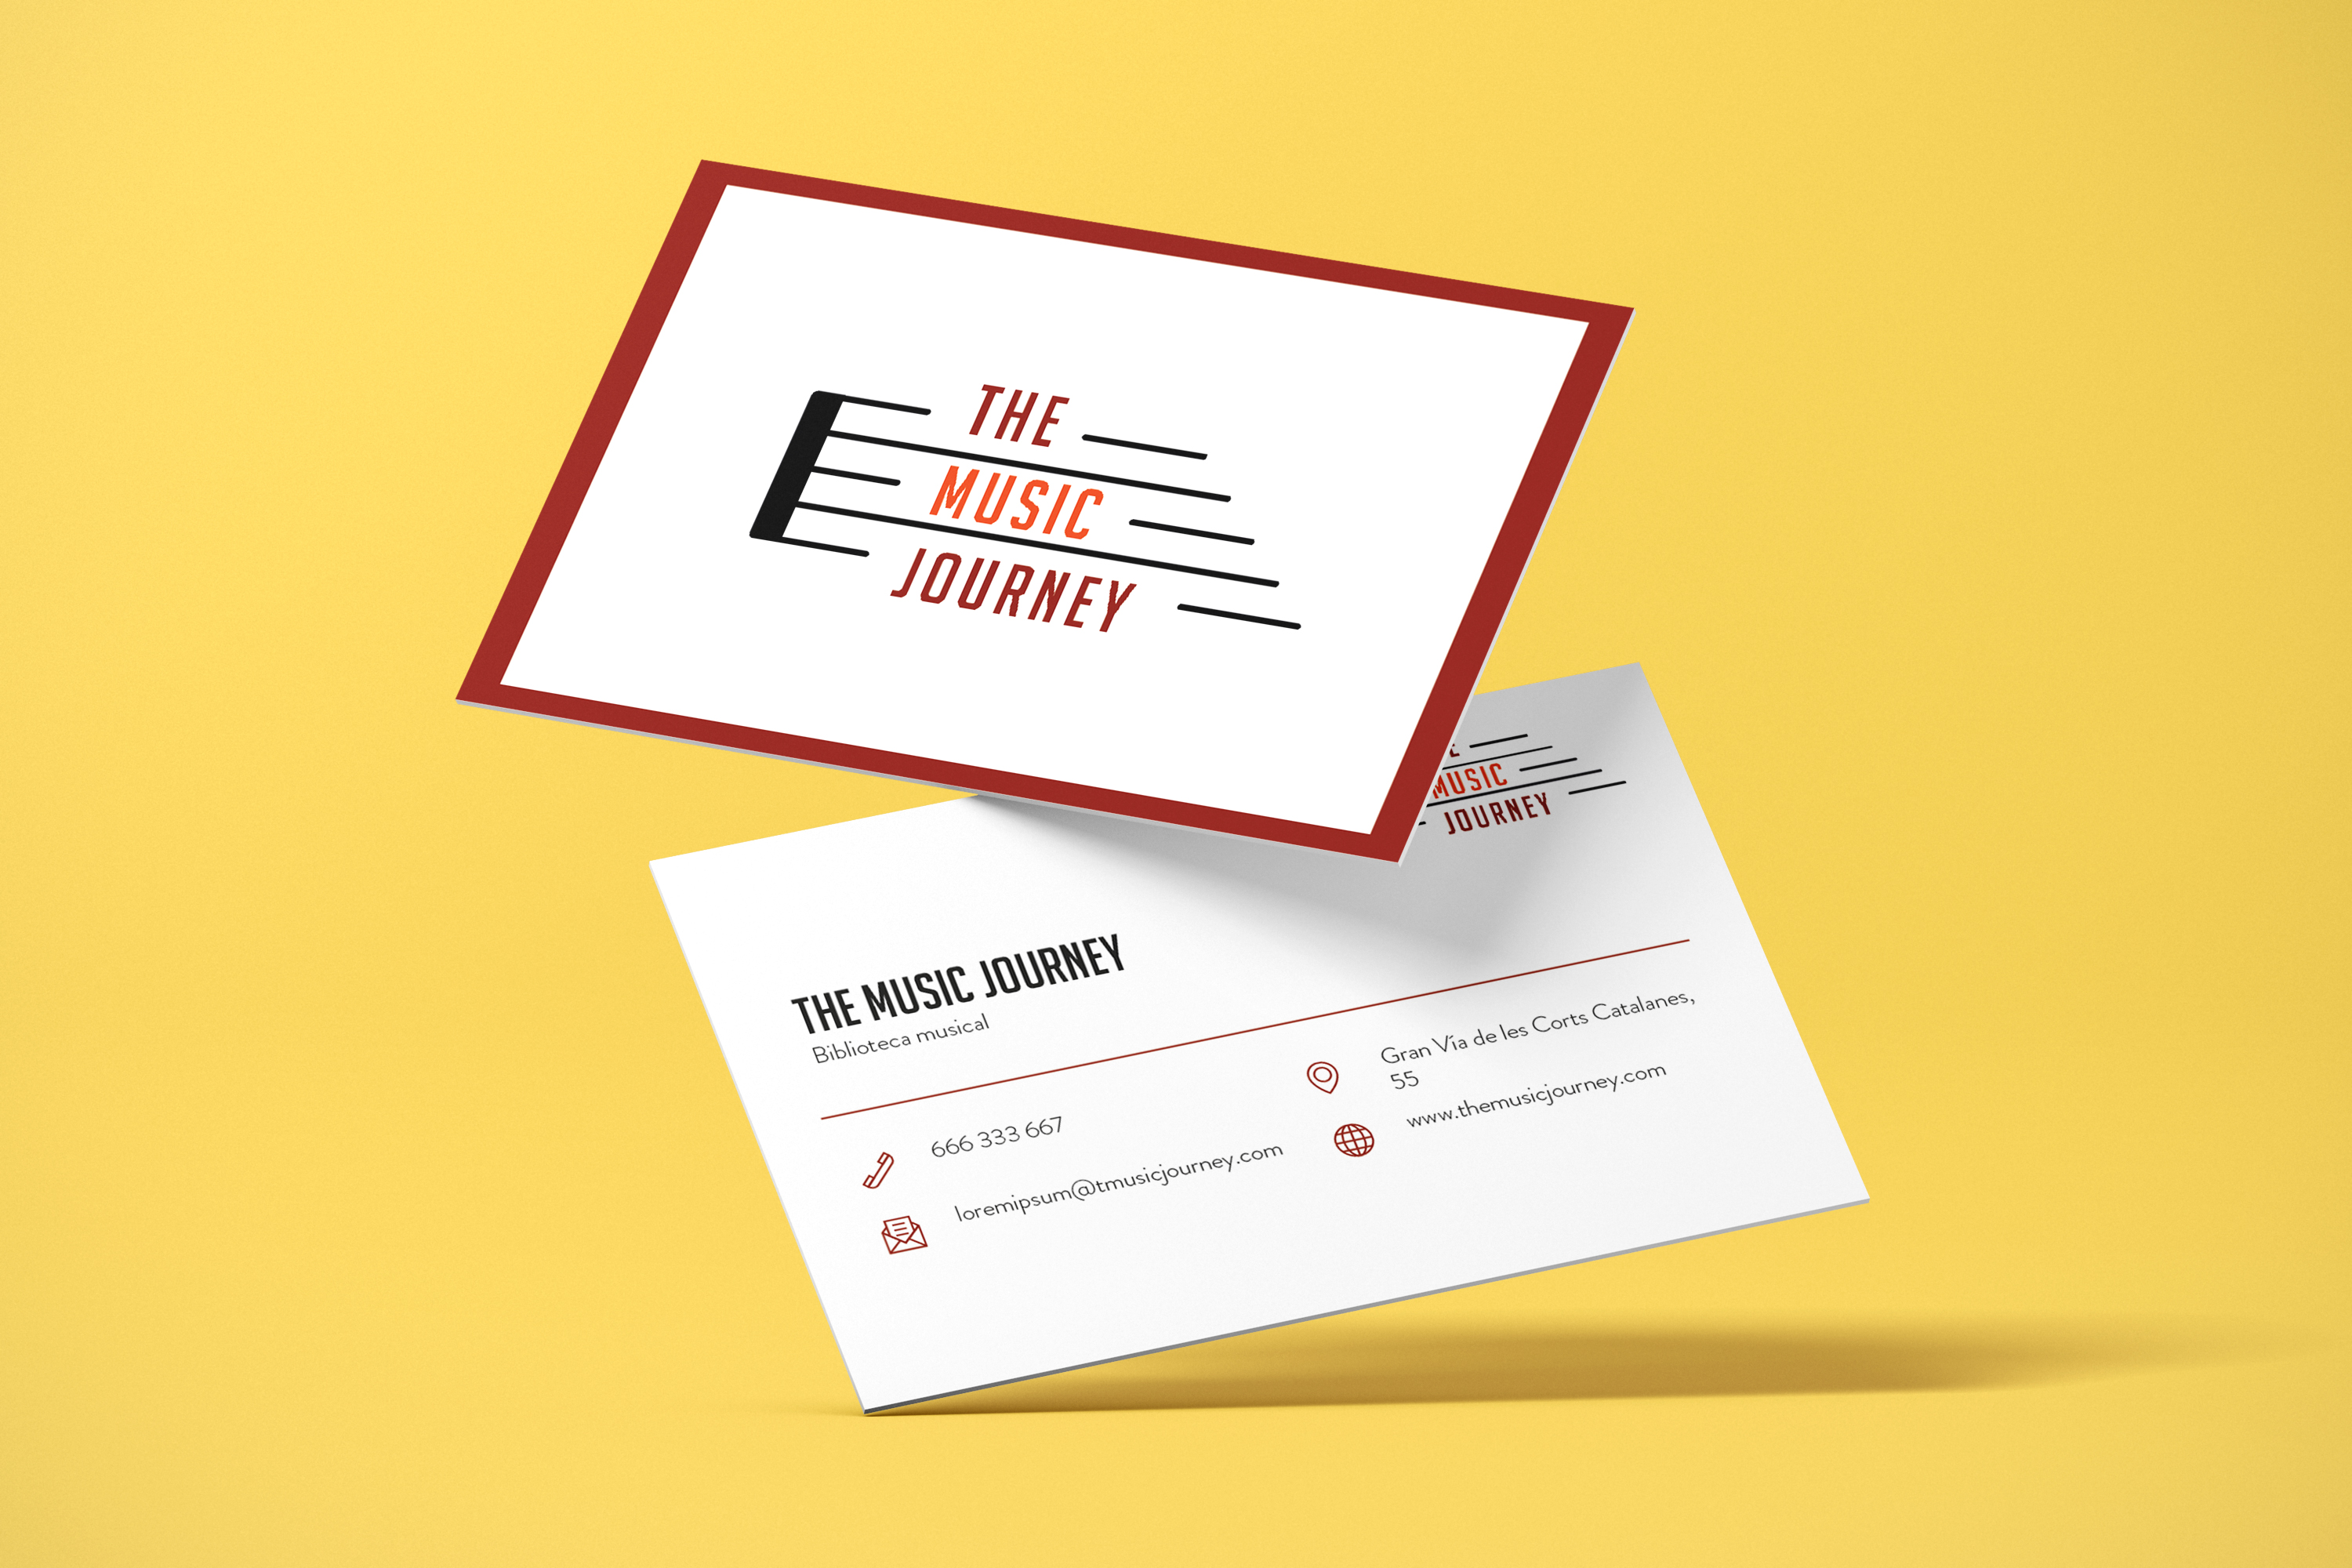 THE
MUSIC
JOURNEY
MUSIC
JOURNEY
THE MUSIC JOURNEY
Biblioteca musical
666 333 667
loremipsum@tmusicjourney.com
Gran Vía de les Corts Catalanes,
55
www.themusicjourney.com